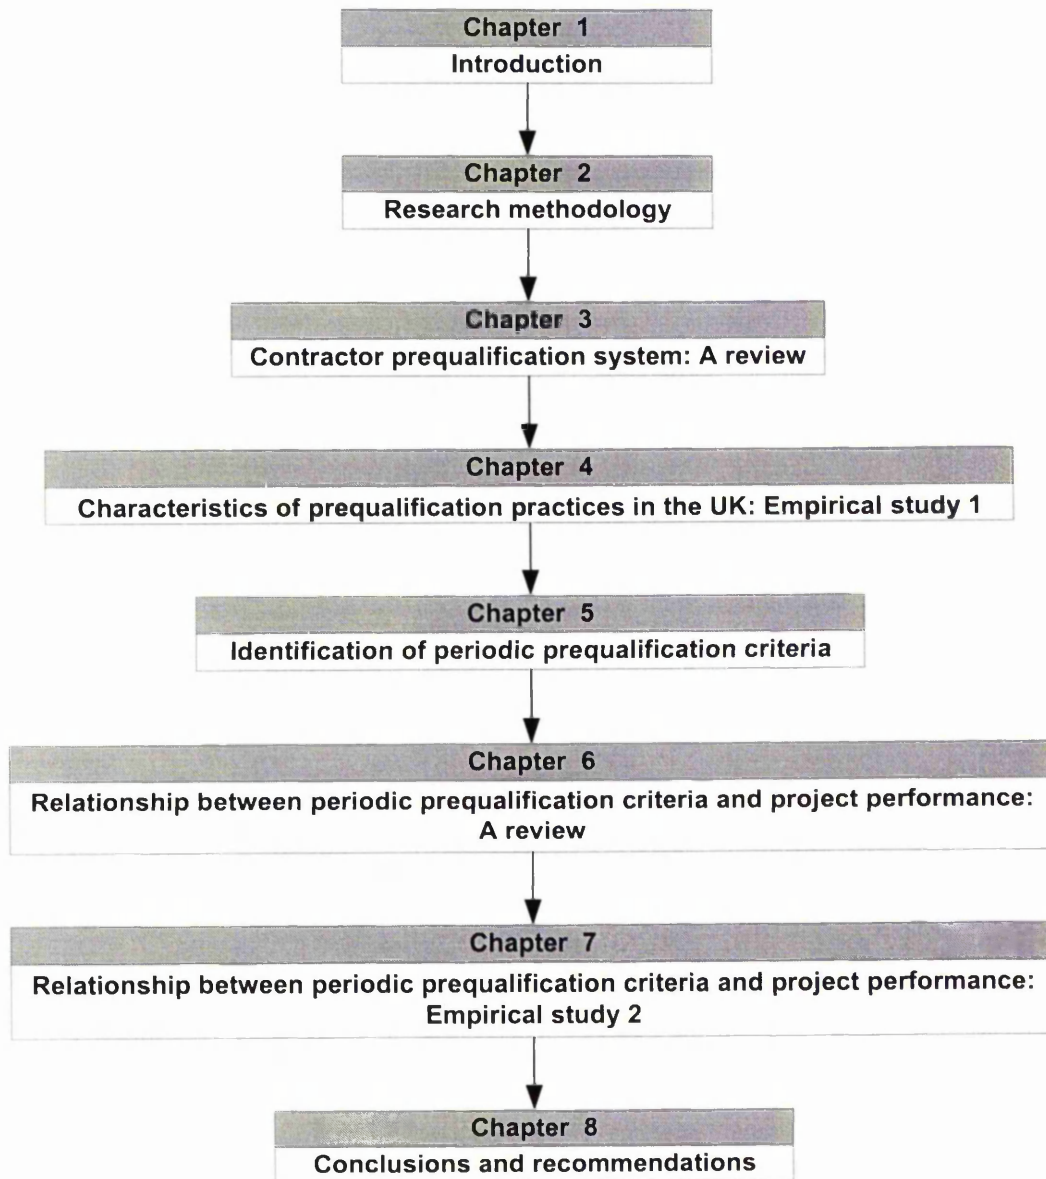 Chapter 1
Introduction
Chapter 2
Research methodology
Chapter 3
Contractor prequalification system: A review
Chapter 4
Characteristics of prequalification practices in the UK: Empirical study 1
Chapter 5
Identification of periodic prequalification criteria
Chapter 6
Relationship between periodic prequalification criteria and project performance:
A review
Chapter 7
Relationship between periodic prequalification criteria and project performance:
Empirical study 2
Chapter 8
Conclusions and recommendations